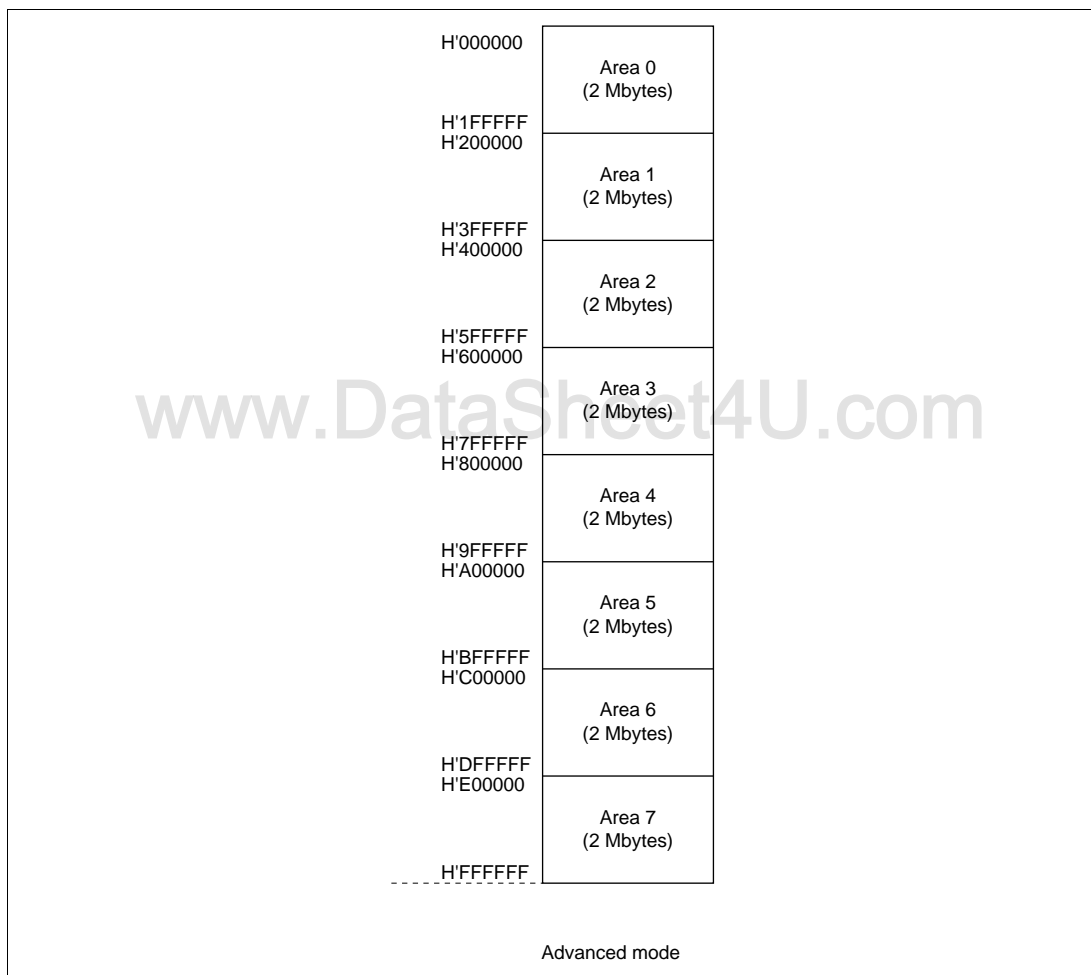 H'000000
Area 0
(2 Mbytes)
H'1FFFFF
H'200000
Area 1
(2 Mbytes)
H'3FFFFF
H'400000
Area 2
(2 Mbytes)
H'5FFFFF
H'600000
Area 3
(2 Mbytes)
www.DataSheet4U.com
H'7FFFFF
H'800000
Area 4
(2 Mbytes)
H'9FFFFF
H'A00000
Area 5
(2 Mbytes)
H'BFFFFF
H'C00000
Area 6
(2 Mbytes)
H'DFFFFF
H'E00000
Area 7
(2 Mbytes)
H'FFFFFF
Advanced mode